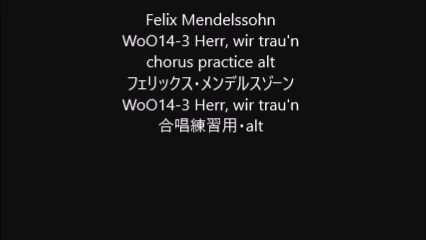 Felix Mendelssohn
WoO14-3 Herr, wir trau'n
chorus practice alt
フェリックス・メンデルスゾーン
WoO14-3 Herr, wir trau'n
合唱練習用・alt